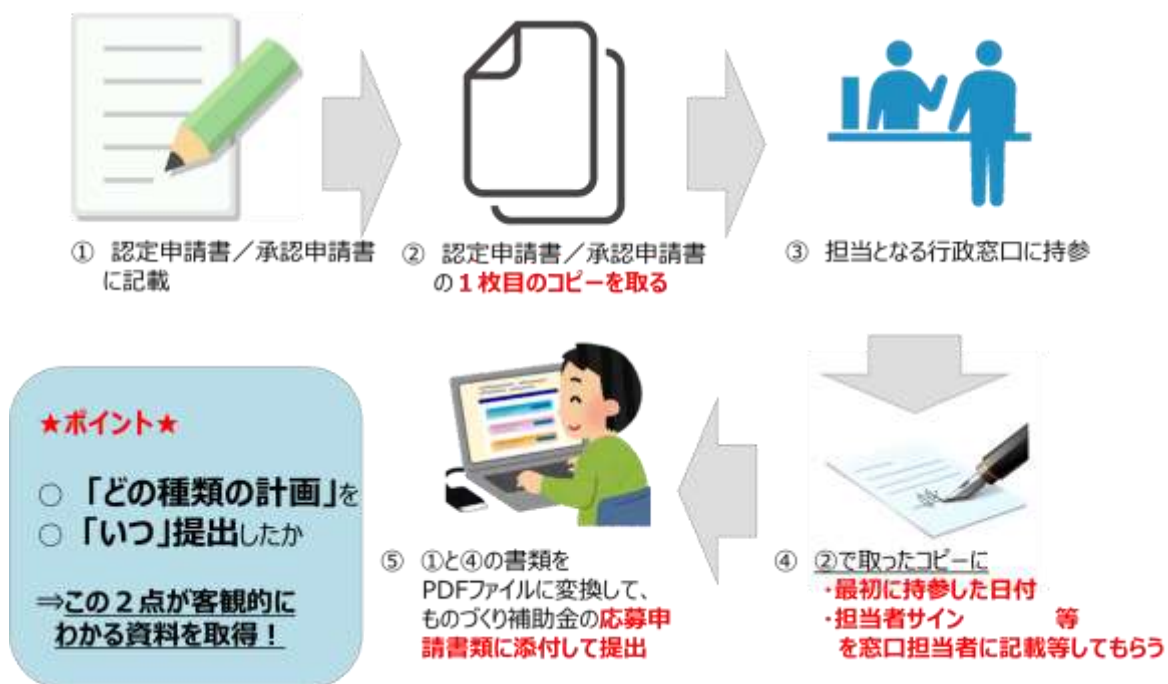 ① 認定申請書／承認申請書
に記載
② 認定申請書／承認申請書
の１枚目のコピーを取る
③ 担当となる行政窓口に持参
④ ②で取ったコピーに
・最初に持参した日付
・担当者サイン 等
を窓口担当者に記載等してもらう
⑤ ①と④の書類を
PDFファイルに変換して、
ものづくり補助金の応募申
請書類に添付して提出
★ポイント★
○ 「どの種類の計画」を
○ 「いつ」提出したか
⇒この２点が客観的に
わかる資料を取得！